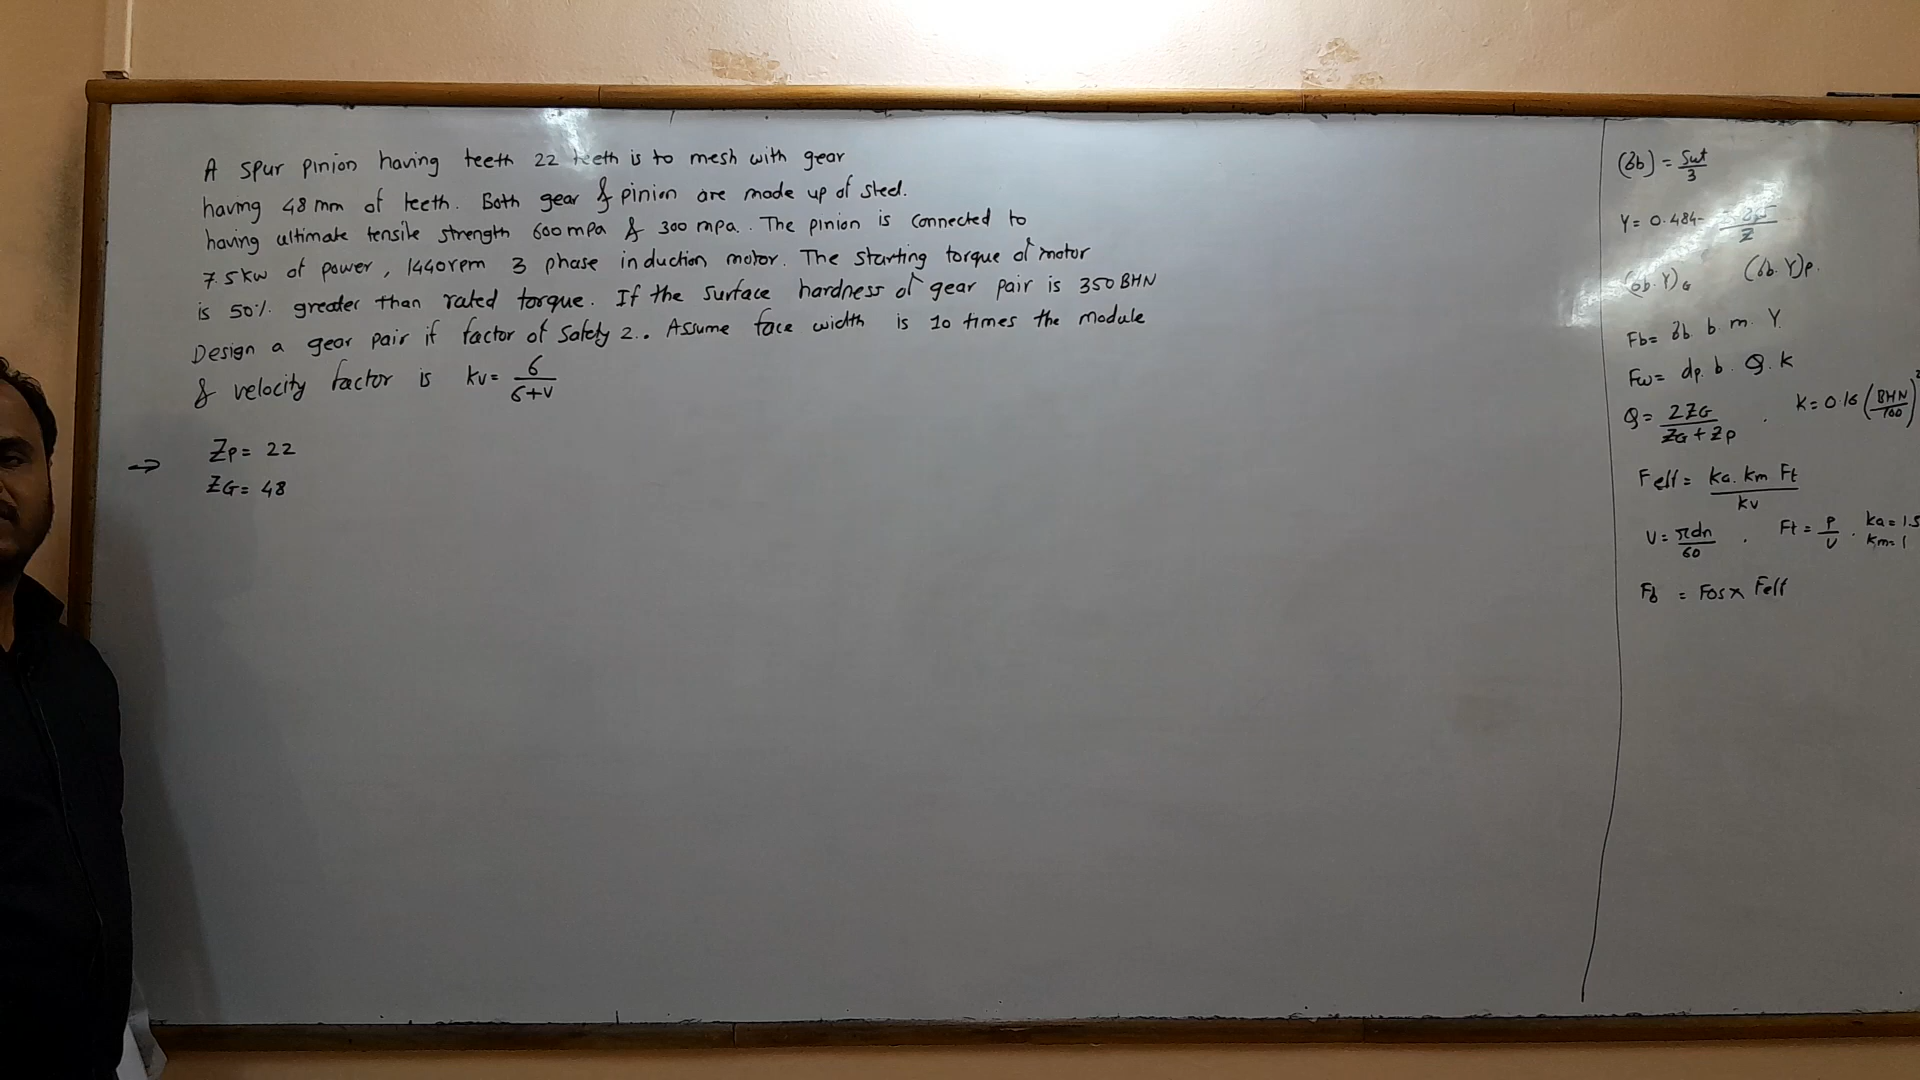 A spur pinion having teeth 22 teeth is to mesh with gear
having 48 mm of teeth. Both gear & pinion are made up of steel.
having ultimate tensile strength 600 mpa & 300 mpa. The pinion is connected to
7.5 kw of power, 1440 rpm 3 phase induction motor. The starting torque of motor
is 50% greater than rated torque. If the surface hardness of gear pair is 350 BHN
Design a gear pair if factor of Safety 2.. Assume face width is 10 times the module
& velocity factor is kv = 6/(6+v)
→ Zp = 22
ZG = 48
(σb) = Sut/3
Y = 0.484 - /Z
(σb.Y)G (σb.Y)P.
Fb = σb b. m. Y
Fw = dp. b. Q. K
Q = 2ZG/(ZG+ZP) . K = 0.16 (BHN/100)²
Feff = ka. km Ft/kv
V = πdn/60 . Ft = P/V . ka = 1.5
km = 1
Fb = Fos x Feff